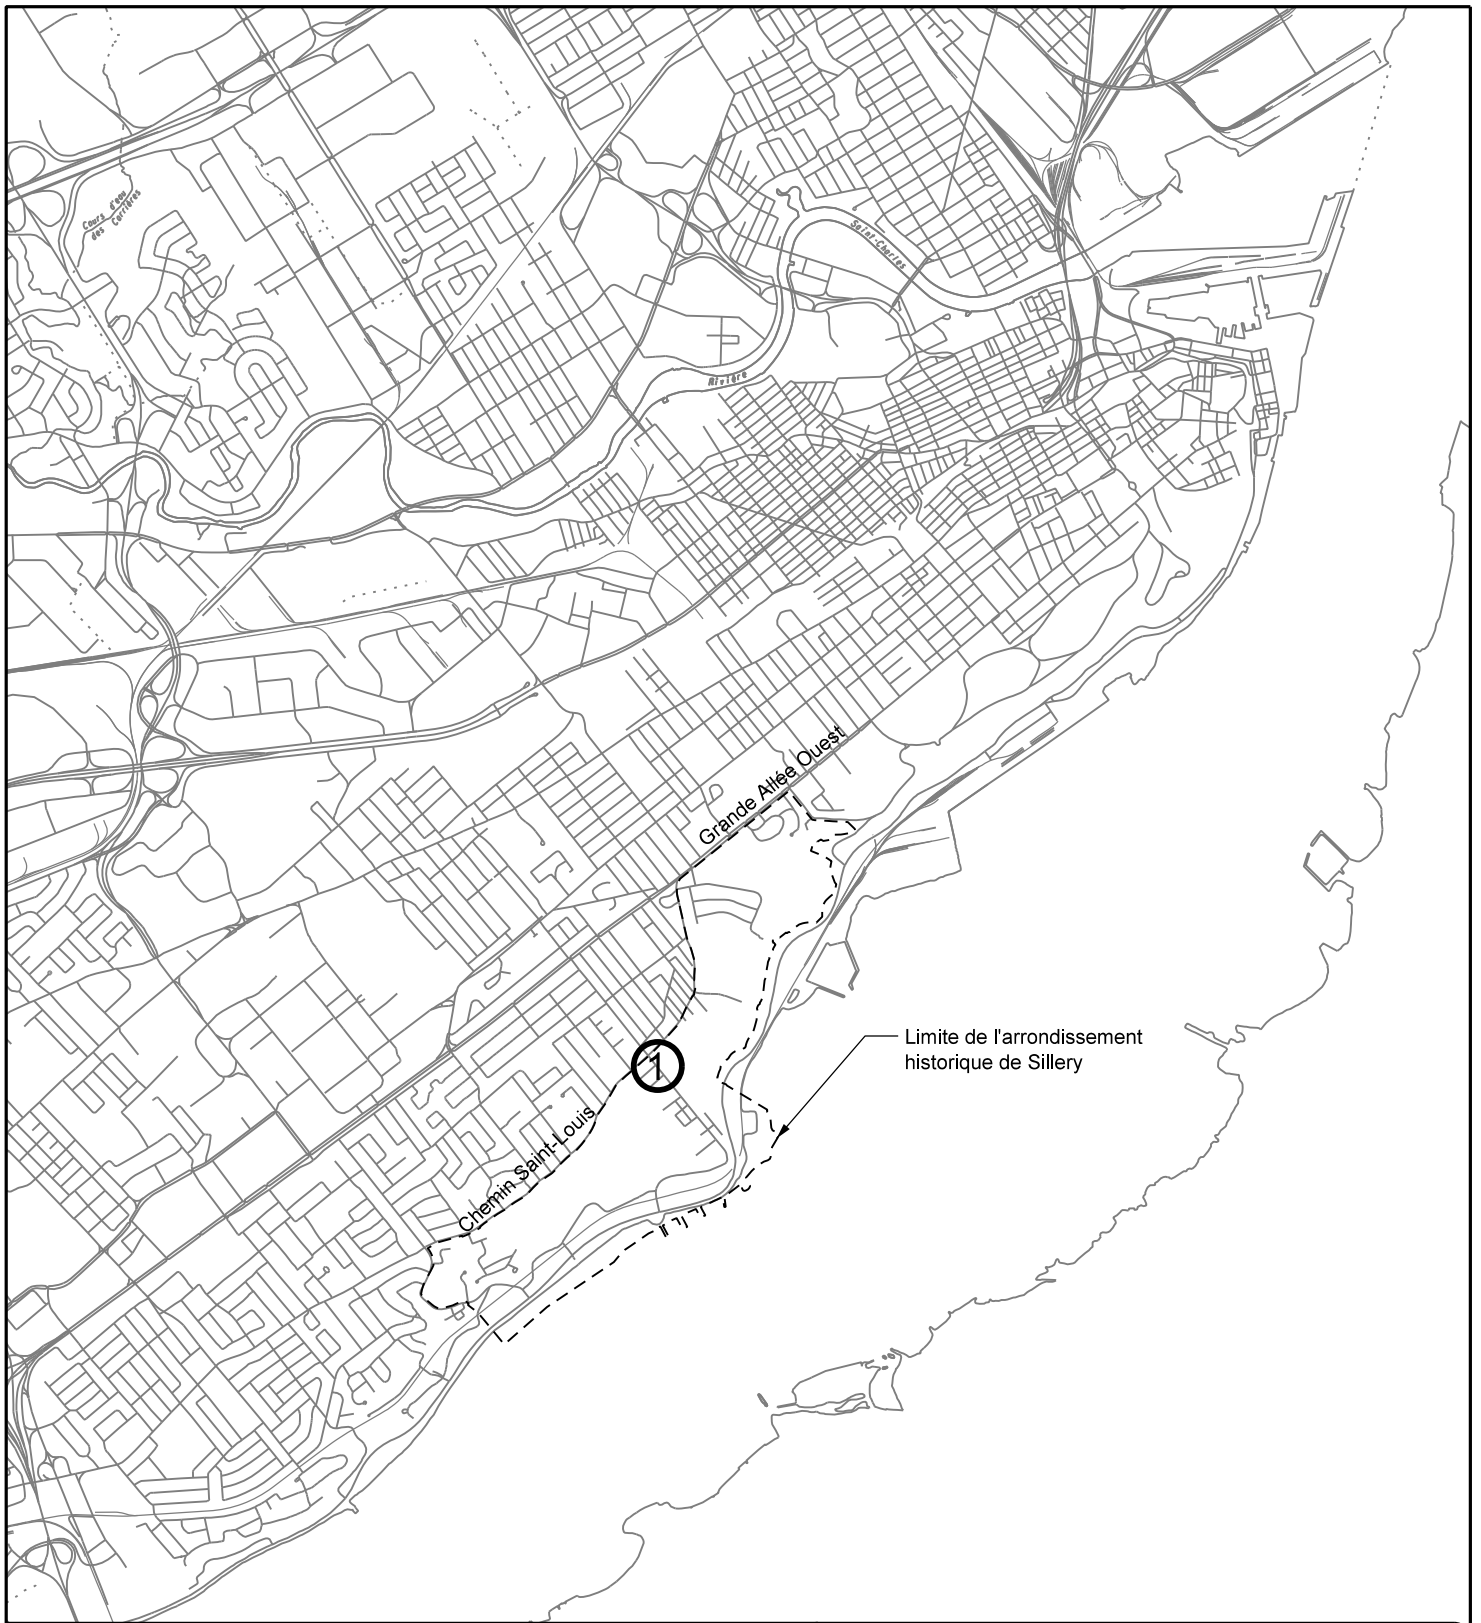 Cours d'eau
des Carrières
Saint-Charles
Rivière
Grande Allée Ouest
Limite de l'arrondissement
historique de Sillery
1
Chemin Saint-Louis